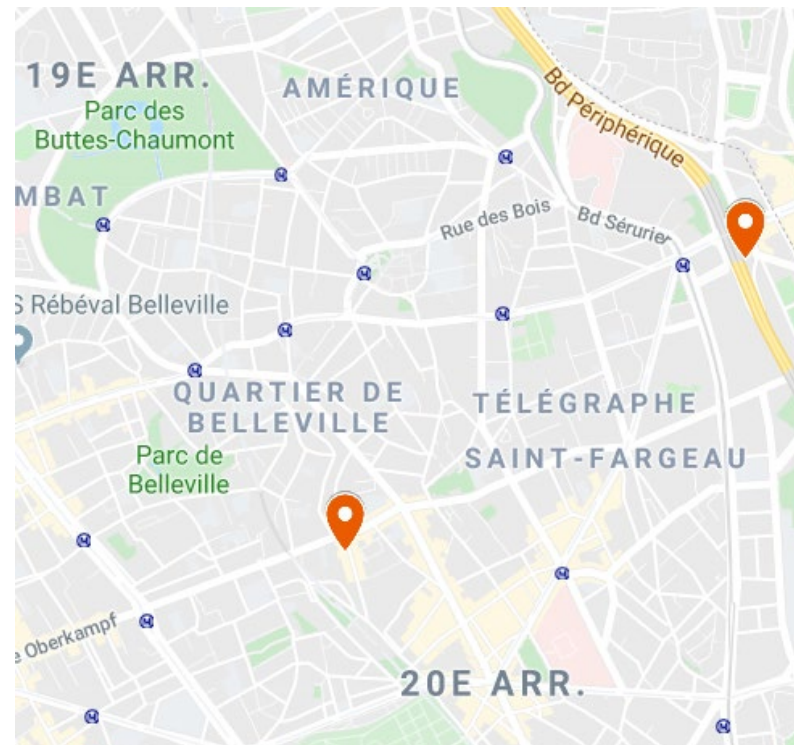 19E ARR.
AMÉRIQUE
Parc des
Buttes-Chaumont
Bd Périphérique
MBAT
Rue des Bois
Bd Sérurier
S Rébéval Belleville
QUARTIER DE
BELLEVILLE
TÉLÉGRAPHE
Parc de
Belleville
SAINT-FARGEAU
e Oberkampf
20E ARR.